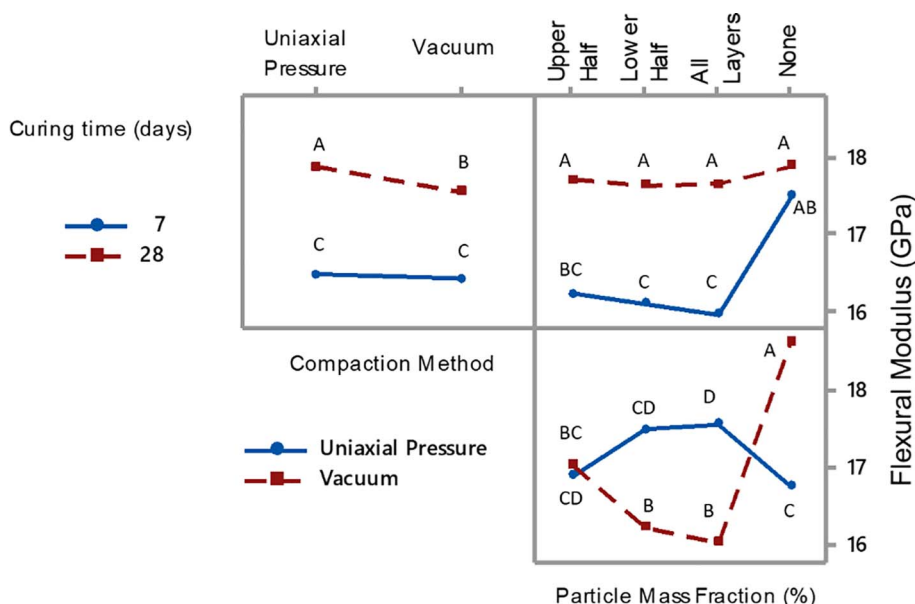 Uniaxial
Pressure
Vacuum
Upper
Half
Lower
Half
All
Layers
None
Curing time (days)
7
28
A
B
C
C
A
A
A
A
BC
C
C
AB
18
17
16
Flexural Modulus (GPa)
Compaction Method
Uniaxial Pressure
Vacuum
BC
CD
D
A
CD
B
B
C
18
17
16
Particle Mass Fraction (%)